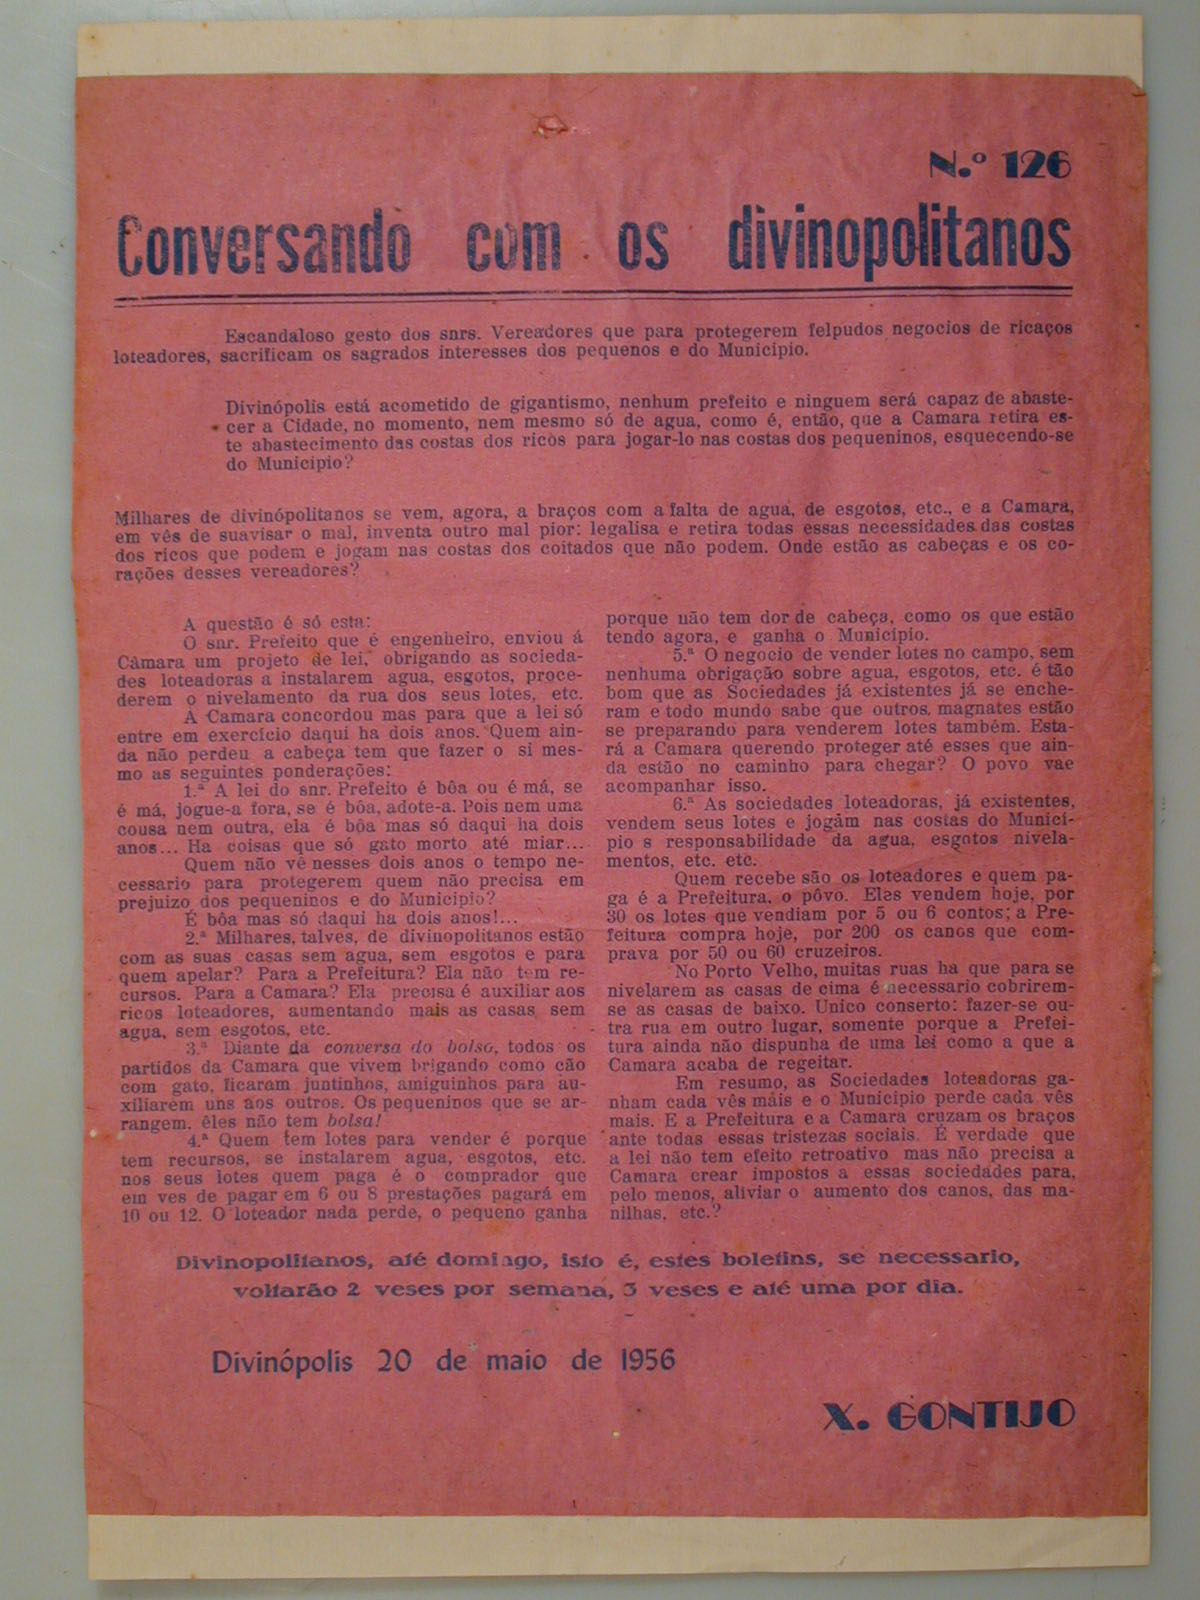 N.º 126
Conversando com os divinopolitanos
Escandaloso gesto dos snrs. Vereadores que para protegerem felpudos negocios de ricaços
loteadores, sacrificam os sagrados interesses dos pequenos e do Municipio.
Divinópolis está acometido de gigantismo, nenhum prefeito e ninguem será capaz de abaste-
cer a Cidade, no momento, nem mesmo só de agua, como é, então, que a Camara retira es-
te abastecimento das costas dos ricos para jogar-lo nas costas dos pequeninos, esquecendo-se
do Municipio?
Milhares de divinópolitanos se vem, agora, a braços com a falta de agua, de esgotos, etc., e a Camara,
em vês de suavisar o mal, inventa outro mal pior: legalisa e retira todas essas necessidades das costas
dos ricos que podem e jogam nas costas dos coitados que não podem. Onde estão as cabeças e os co-
rações desses vereadores?
A questão é só esta:
O snr. Prefeito que é engenheiro, enviou á
Câmara um projeto de lei, obrigando as socieda-
des loteadoras a instalarem agua, esgotos, proce-
derem o nivelamento da rua dos seus lotes, etc.
A Camara concordou mas para que a lei só
entre em exercício daqui ha dois anos. Quem ain-
da não perdeu a cabeça tem que fazer o si mes-
mo as seguintes ponderações:
1.ª A lei do snr. Prefeito é bôa ou é má, se
é má, jogue-a fora, se é bôa, adote-a. Pois nem uma
cousa nem outra, ela é bôa mas só daqui ha dois
anos... Ha coisas que só gato morto até miar...
Quem não vê nesses dois anos o tempo ne-
cessario para protegerem quem não precisa em
prejuizo dos pequeninos e do Municipio?
É bôa mas só daqui ha dois anos!...
2.ª Milhares, talves, de divinopolitanos estão
com as suas casas sem agua, sem esgotos e para
quem apelar? Para a Prefeitura? Ela não tem re-
cursos. Para a Camara? Ela precisa é auxiliar aos
ricos loteadores, aumentando mais as casas sem
agua, sem esgotos, etc.
3.ª Diante da conversa do bolso, todos os
partidos da Camara que vivem brigando como cão
com gato, ficaram juntinhos, amiguinhos para au-
xiliarem uns aos outros. Os pequeninos que se ar-
rangem, êles não tem bolsa!
4.ª Quem tem lotes para vender é porque
tem recursos, se instalarem agua, esgotos, etc.
nos seus lotes quem paga é o comprador que
em ves de pagar em 6 ou 8 prestações pagará em
10 ou 12. O loteador nada perde, o pequeno ganha
porque não tem dor de cabeça, como os que estão
tendo agora, e ganha o Município.
5.ª O negocio de vender lotes no campo, sem
nenhuma obrigação sobre agua, esgotos, etc. é tão
bom que as Sociedades já existentes já se enche-
ram e todo mundo sabe que outros magnates estão
se preparando para venderem lotes também. Esta-
rá a Camara querendo proteger até esses que ain-
da estão no caminho para chegar? O povo vae
acompanhar isso.
6.ª As sociedades loteadoras, já existentes,
vendem seus lotes e jogâm nas costas do Municí-
pio s responsabilidade da agua, esgotos nivela-
mentos, etc. etc.
Quem recebe são os loteadores e quem pa-
ga é a Prefeitura, o pôvo. Eles vendem hoje, por
30 os lotes que vendiam por 5 ou 6 contos; a Pre-
feitura compra hoje, por 200 os canos que com-
prava por 50 ou 60 cruzeiros.
No Porto Velho, muitas ruas ha que para se
nivelarem as casas de cima é necessario cobrirem-
se as casas de baixo. Unico conserto: fazer-se ou-
tra rua em outro lugar, somente porque a Prefei-
tura ainda não dispunha de uma lei como a que a
Camara acaba de regeitar.
Em resumo, as Sociedades loteadoras ga-
nham cada vês mais e o Município perde cada vês
mais. E a Prefeitura e a Camara cruzam os braços
ante todas essas tristezas sociais. É verdade que
a lei não tem efeito retroativo mas não precisa a
Camara crear impostos a essas sociedades para,
pelo menos, aliviar o aumento dos canos, das ma-
nilhas, etc.?
Divinopolitanos, até domingo, isto é, estes boletins, se necessario,
voltarão 2 veses por semana, 3 veses e até uma por dia.
Divinópolis 20 de maio de 1956
X. GONTIJO